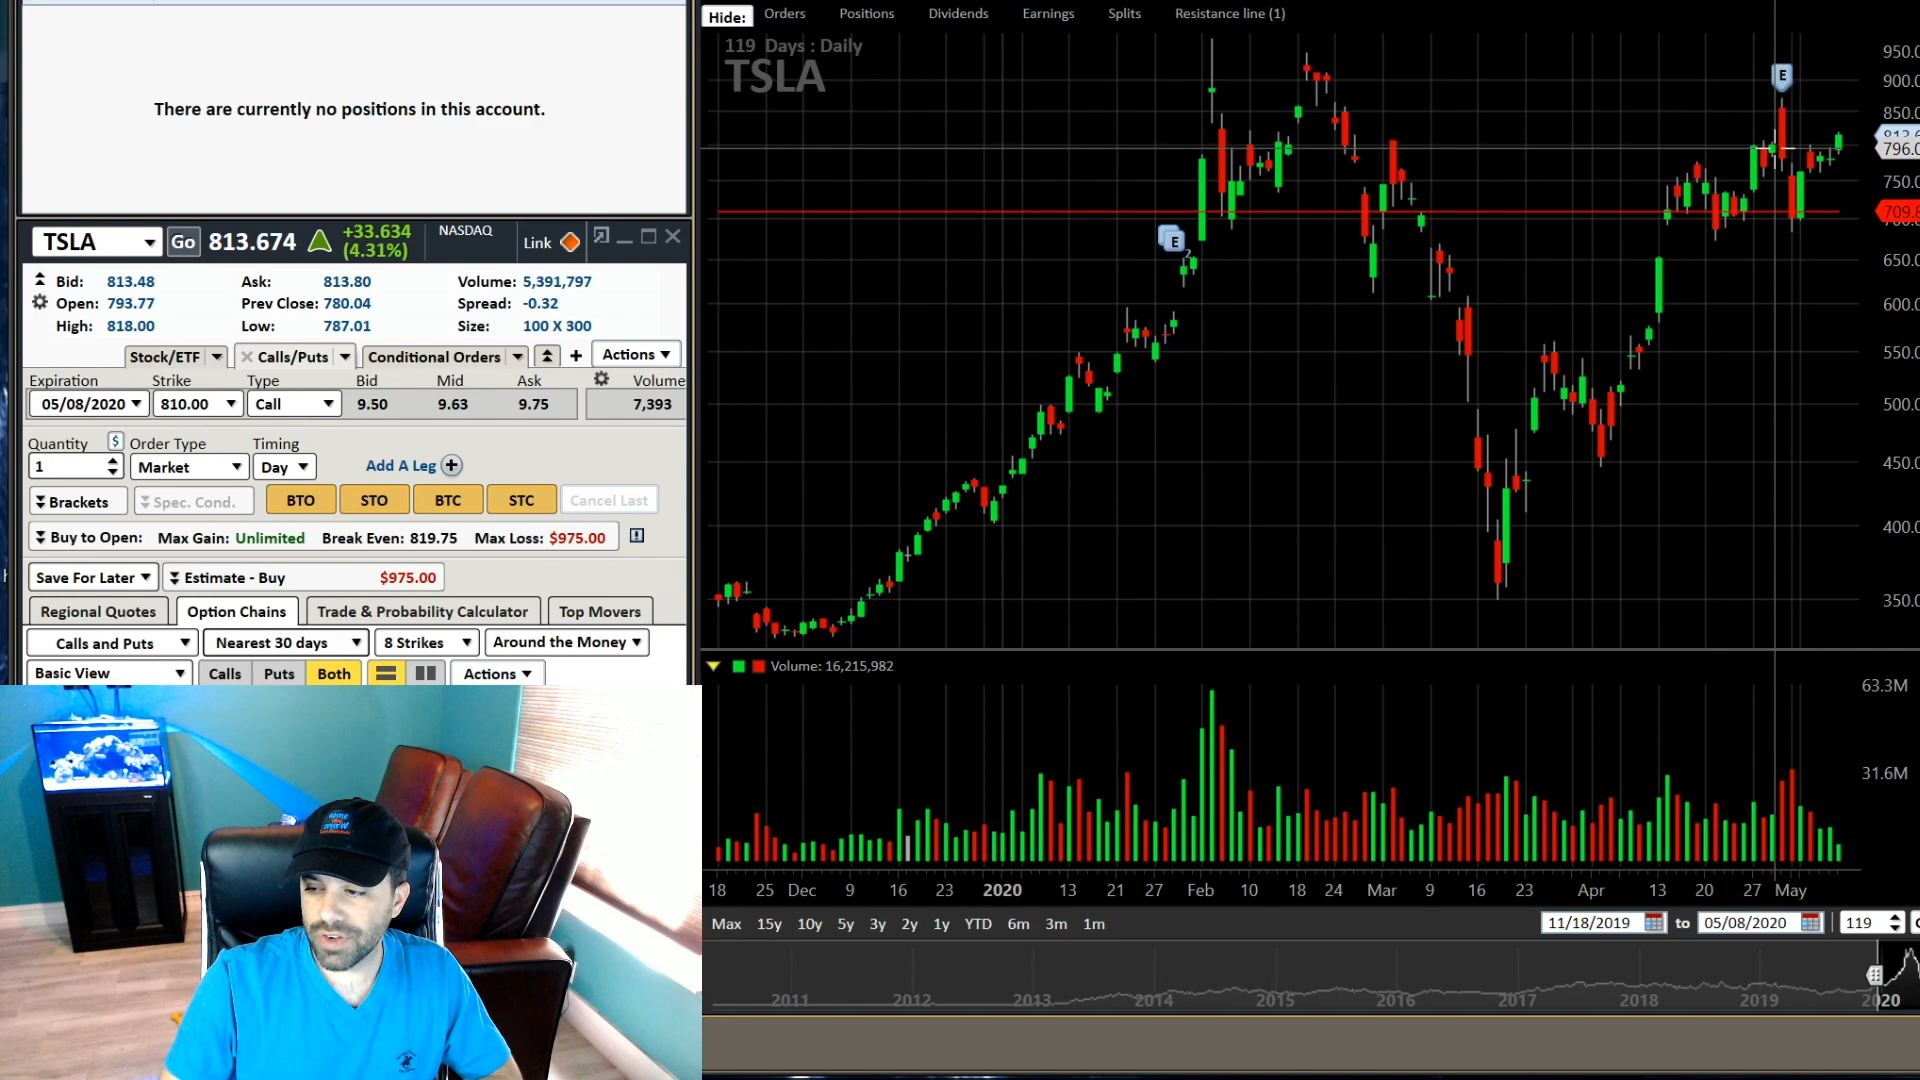 There are currently no positions in this account.
TSLA Go 813.674 +33.634 (4.31%) NASDAQ Link
Bid: 813.48 Ask: 813.80 Volume: 5,391,797
Open: 793.77 Prev Close: 780.04 Spread: -0.32
High: 818.00 Low: 787.01 Size: 100 X 300
Stock/ETF Calls/Puts Conditional Orders + Actions
Expiration Strike Type Bid Mid Ask Volume
05/08/2020 810.00 Call 9.50 9.63 9.75 7,393
Quantity $ Order Type Timing
1 Market Day Add A Leg
Brackets Spec. Cond. BTO STO BTC STC Cancel Last
Buy to Open: Max Gain: Unlimited Break Even: 819.75 Max Loss: $975.00
Save For Later Estimate - Buy $975.00
Regional Quotes Option Chains Trade & Probability Calculator Top Movers
Calls and Puts Nearest 30 days 8 Strikes Around the Money
Basic View Calls Puts Both Actions
Hide: Orders Positions Dividends Earnings Splits Resistance line (1)
119 Days : Daily
TSLA
950.0
900.0
E
850.0
796.0
750.0
709.8
E
2
650.0
600.0
550.0
500.0
450.0
400.0
350.0
Volume: 16,215,982
63.3M
31.6M
18 25 Dec 9 16 23 2020 13 21 27 Feb 10 18 24 Mar 9 16 23 Apr 13 20 27 May
Max 15y 10y 5y 3y 2y 1y YTD 6m 3m 1m 11/18/2019 to 05/08/2020 119
2011 2012 2013 2014 2015 2016 2017 2018 2019 2020